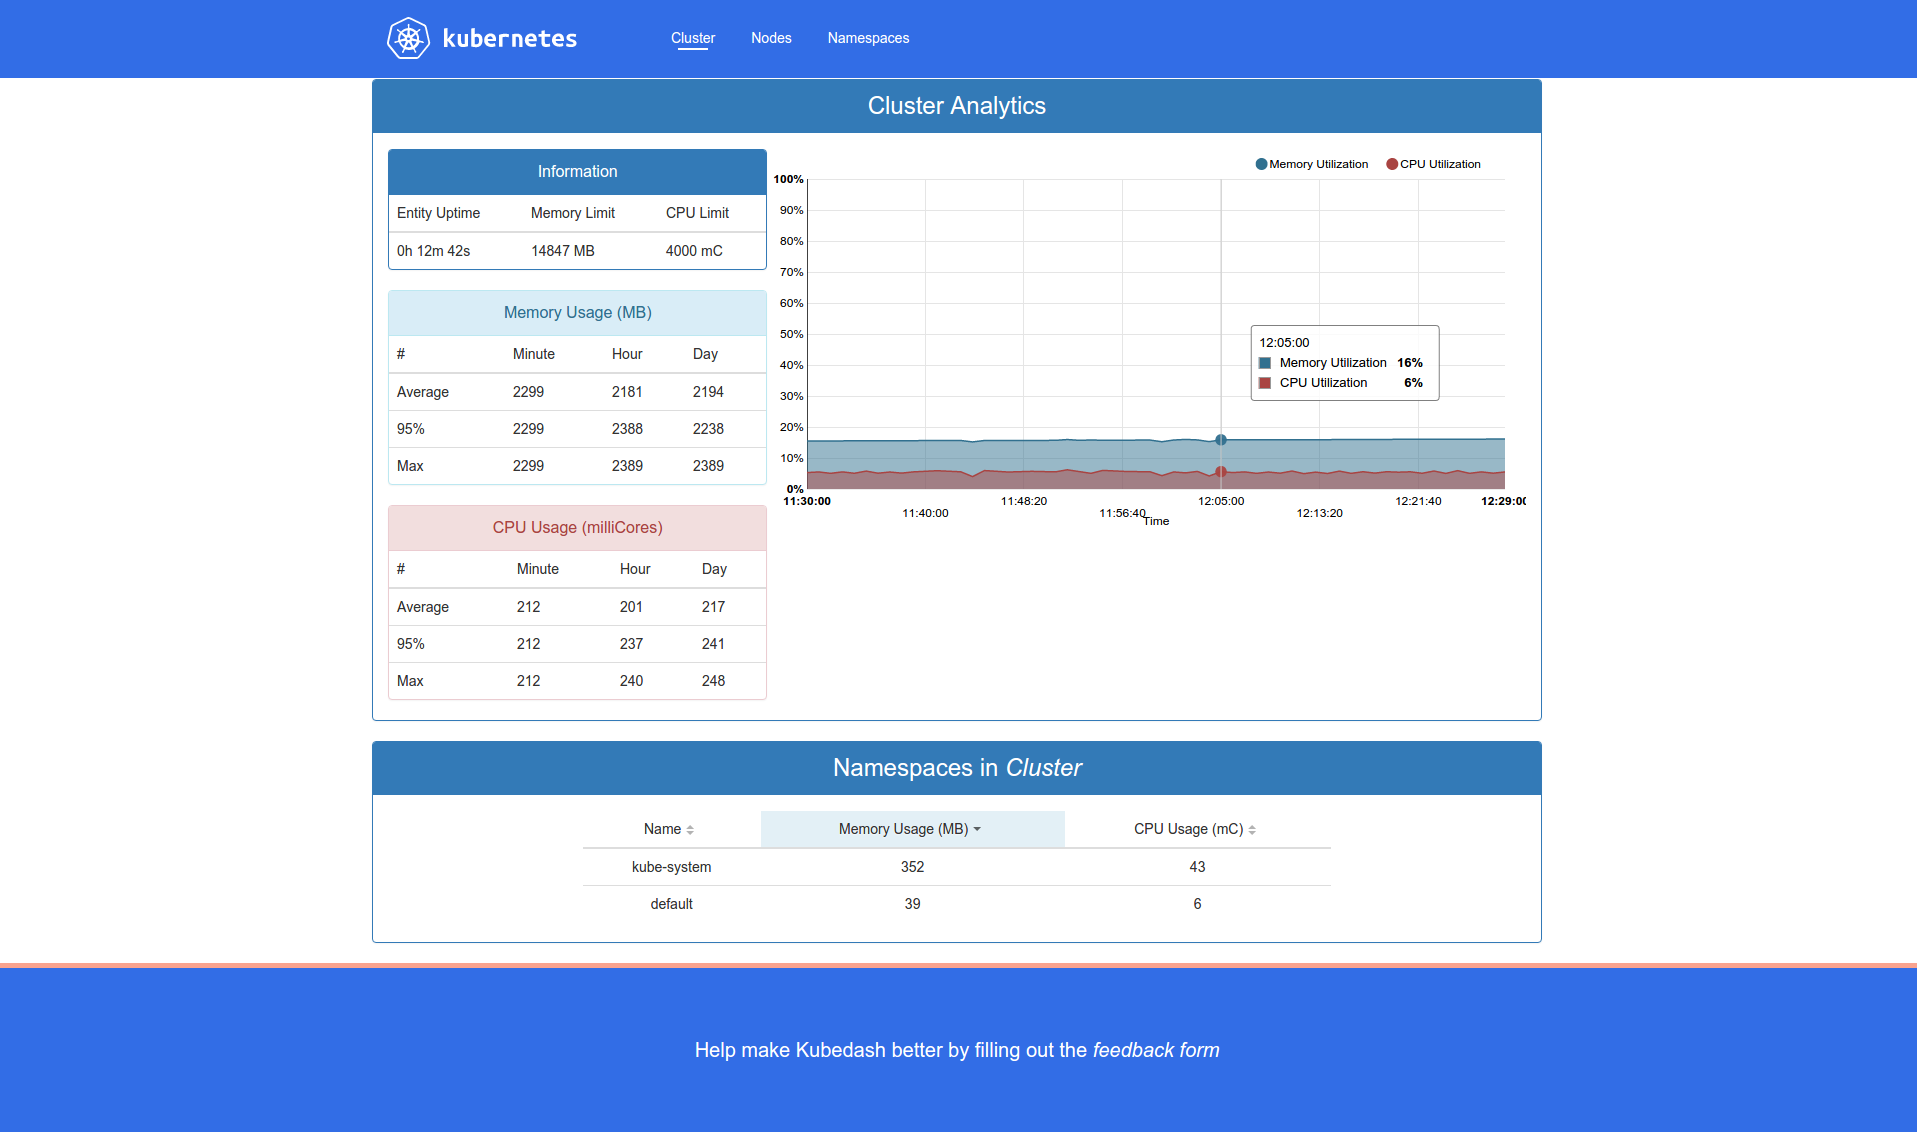 kubernetes
Cluster Nodes Namespaces
Cluster Analytics
Information
Entity Uptime Memory Limit CPU Limit
0h 12m 42s 14847 MB 4000 mC
Memory Usage (MB)
# Minute Hour Day
Average 2299 2181 2194
95% 2299 2388 2238
Max 2299 2389 2389
CPU Usage (milliCores)
# Minute Hour Day
Average 212 201 217
95% 212 237 241
Max 212 240 248
Memory Utilization CPU Utilization
100%
90%
80%
70%
60%
50%
40%
30%
20%
10%
0%
12:05:00
Memory Utilization 16%
CPU Utilization 6%
11:30:00 11:48:20 12:05:00 12:21:40 12:29:00
11:40:00 11:56:40 12:13:20
Time
Namespaces in Cluster
Name Memory Usage (MB) CPU Usage (mC)
kube-system 352 43
default 39 6
Help make Kubedash better by filling out the feedback form